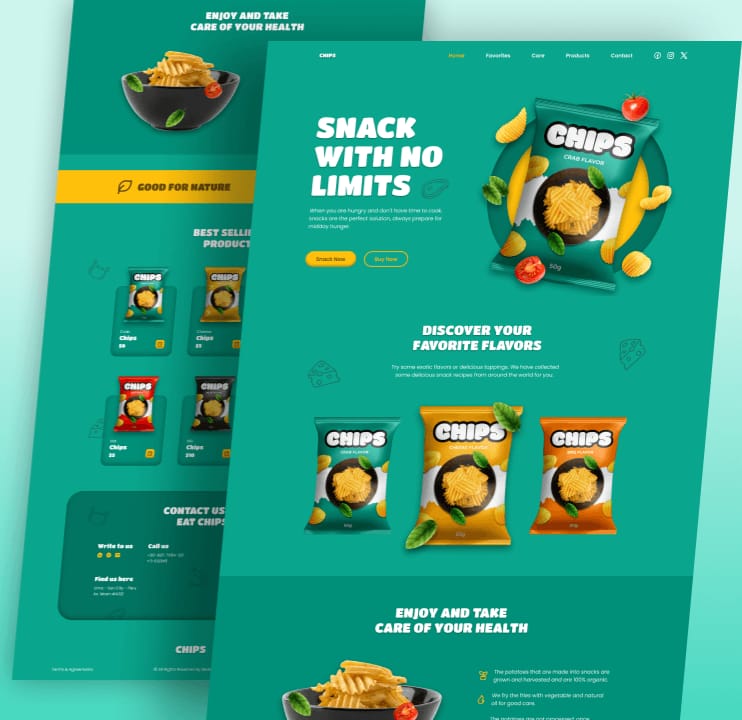 ENJOY AND TAKE
CARE OF YOUR HEALTH
GOOD FOR NATURE
BEST SELLI
PRODUCT
CHIPS
CHIPS
Crab
Chips
Cheese
Chips
CHIPS
CHIPS
Chips
Chips
$10
CONTACT US
EAT CHIPS
Write to us
Call us
Find us here
CHIPS
Terms & Agreements
CHIPS
Home
Favorites
Care
Products
Contact
SNACK
WITH NO
LIMITS
When you are hungry and don't have time to cook,
snacks are the perfect solution, always prepare for
midday hunger.
Snack Now
Buy Now
CHIPS
CRAB FLAVOR
50g
DISCOVER YOUR
FAVORITE FLAVORS
Try some exotic flavors or delicious toppings. We have collected
some delicious snack recipes from around the world for you.
CHIPS
CRAB FLAVOR
50g
CHIPS
CHEESE FLAVOR
50g
CHIPS
BBQ FLAVOR
50g
ENJOY AND TAKE
CARE OF YOUR HEALTH
The potatoes that are made into snacks are
grown and harvested and are 100% organic.
We fry the fries with vegetable and natural
oil for good care.
The potatoes are not processed once